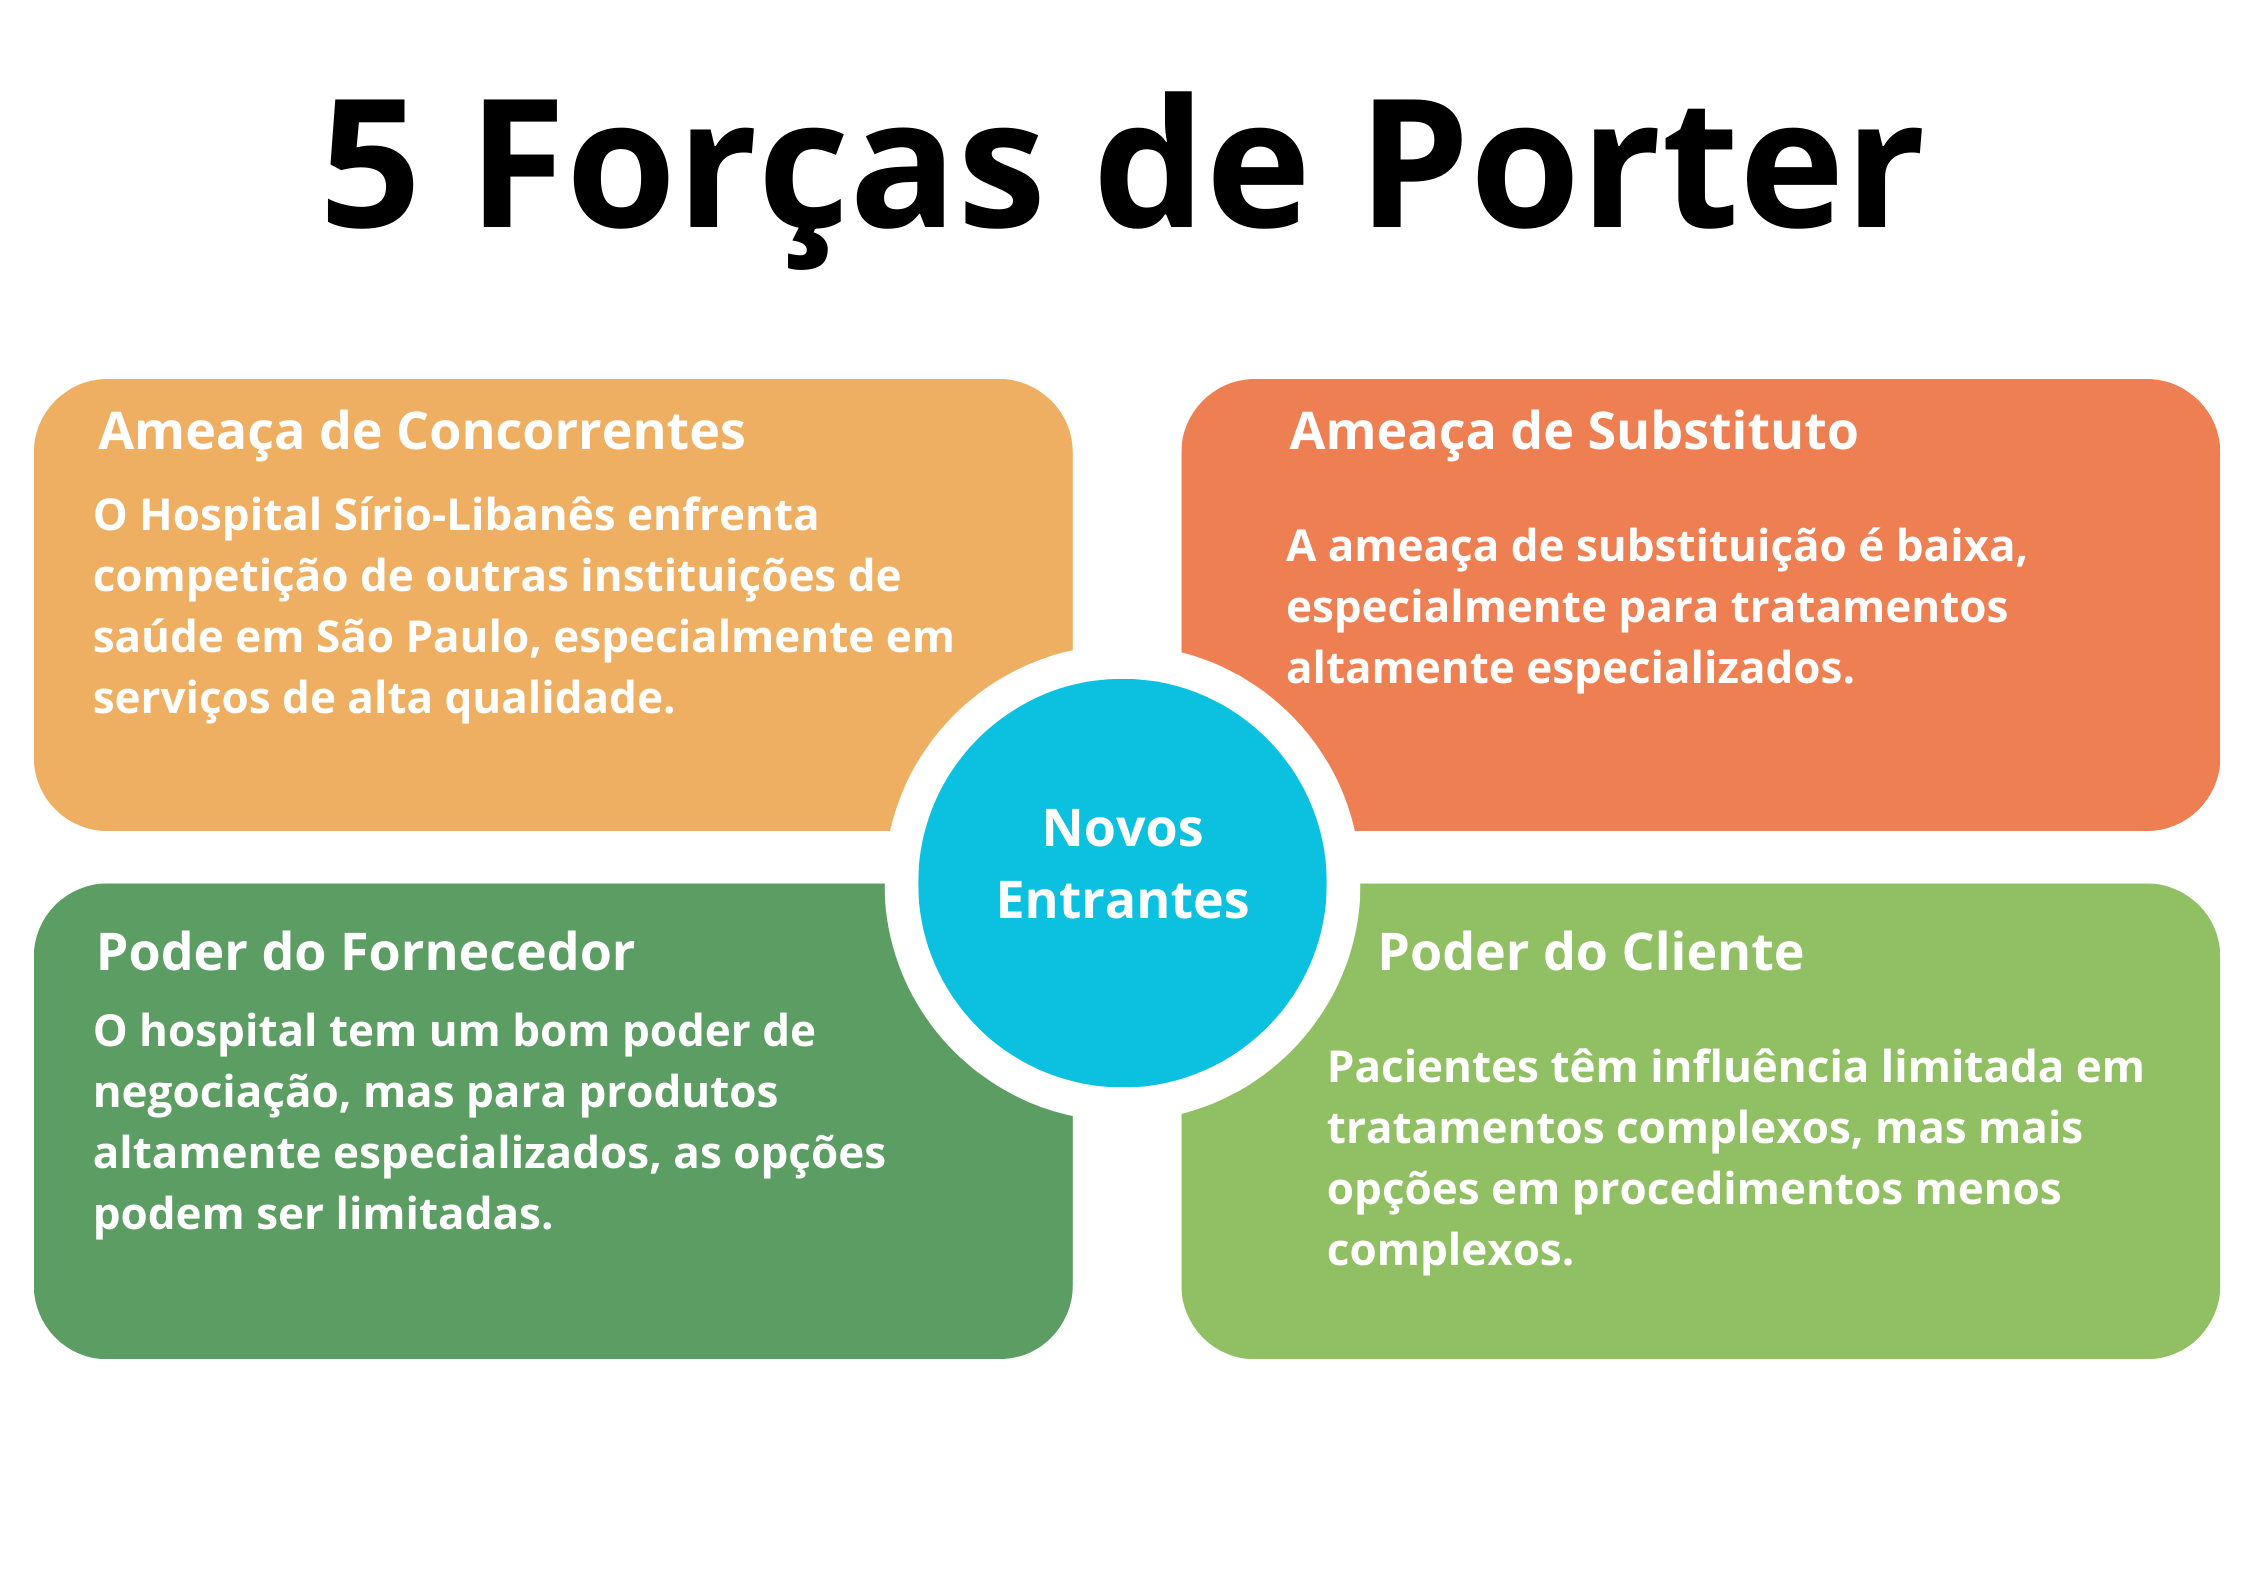 5 Forças de Porter
Ameaça de Concorrentes
O Hospital Sírio-Libanês enfrenta
competição de outras instituições de
saúde em São Paulo, especialmente em
serviços de alta qualidade.
Ameaça de Substituto
A ameaça de substituição é baixa,
especialmente para tratamentos
altamente especializados.
Novos
Entrantes
Poder do Fornecedor
O hospital tem um bom poder de
negociação, mas para produtos
altamente especializados, as opções
podem ser limitadas.
Poder do Cliente
Pacientes têm influência limitada em
tratamentos complexos, mas mais
opções em procedimentos menos
complexos.